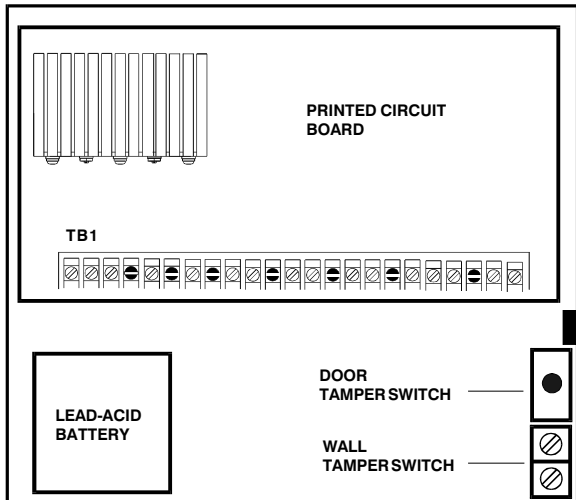 PRINTED CIRCUIT
BOARD
TB1
DOOR
TAMPER SWITCH
LEAD-ACID
BATTERY
WALL
TAMPER SWITCH